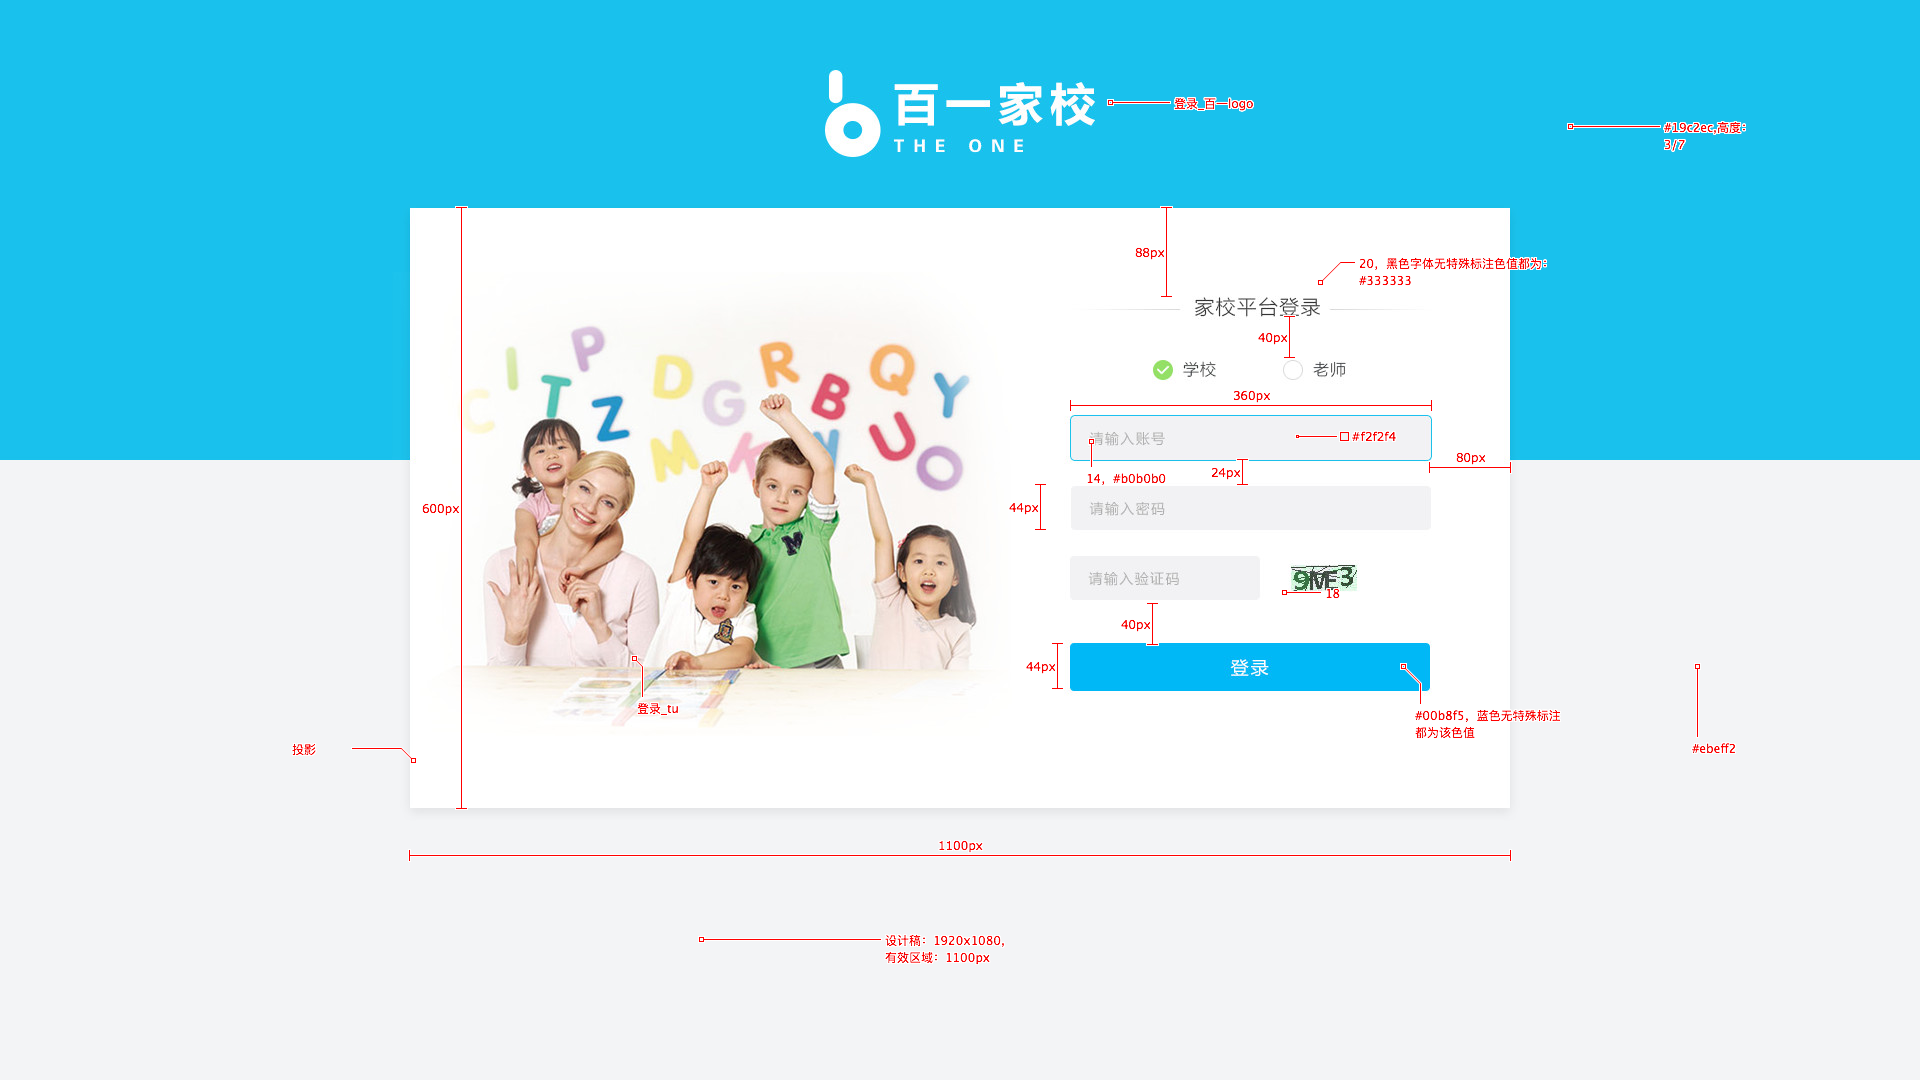 百一家校
THE ONE
登录_百一logo
#19c2ec,高度:
3/7
88px
20，黑色字体无特殊标注色值都为:
#333333
家校平台登录
40px
学校
老师
360px
请输入账号
#f2f2f4
80px
14，#b0b0b0
24px
600px
44px
请输入密码
请输入验证码
9MF3
18
40px
44px
登录
登录_tu
#00b8f5，蓝色无特殊标注
都为该色值
投影
#ebeff2
1100px
设计稿：1920x1080,
有效区域：1100px
C I T P Z D G R B Q Y M K U O
M